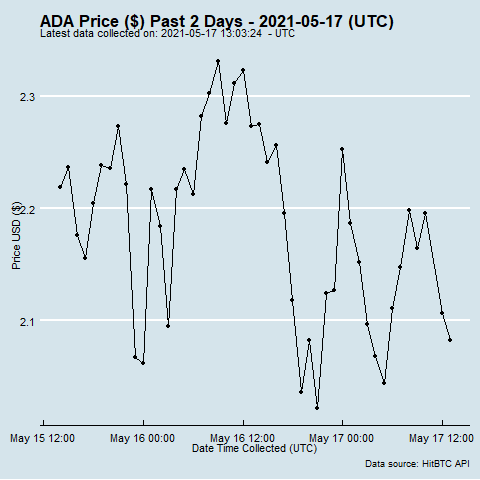 ADA Price ($) Past 2 Days - 2021-05-17 (UTC)
Latest data collected on: 2021-05-17 13:03:24  - UTC
2.3
2.2
2.1
Price USD ($)
May 15 12:00
May 16 00:00
May 16 12:00
May 17 00:00
May 17 12:00
Date Time Collected (UTC)
Data source: HitBTC API